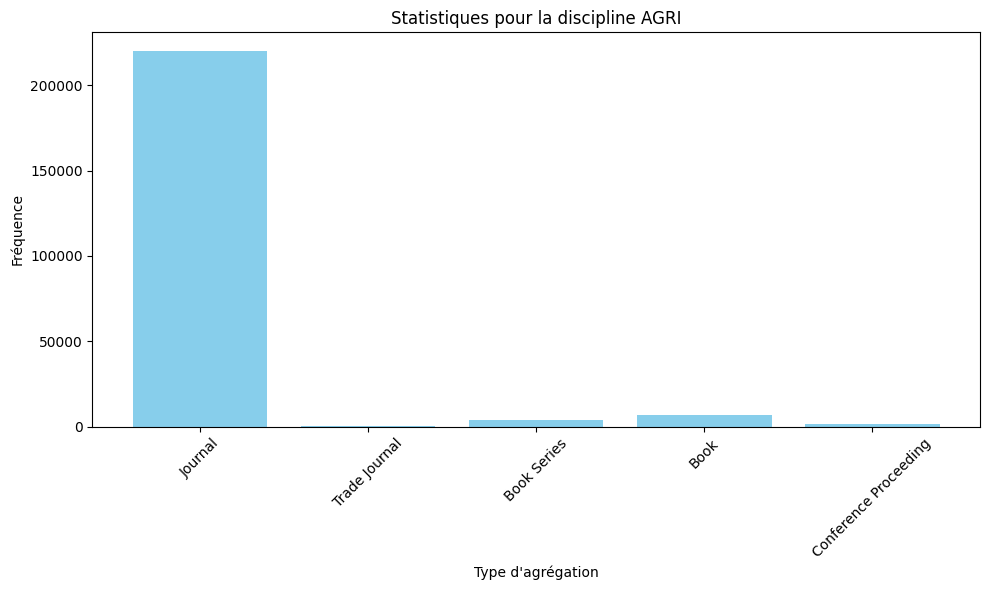 Statistiques pour la discipline AGRI
Fréquence
200000
150000
100000
50000
0
Journal
Trade Journal
Book Series
Book
Conference Proceeding
Type d'agrégation